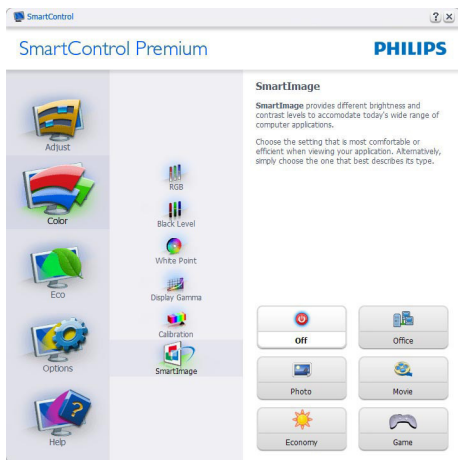 SmartControl
? ×
SmartControl Premium
PHILIPS
Adjust
Color
Eco
Options
Help
RGB
Black Level
White Point
Display Gamma
Calibration
SmartImage
SmartImage
SmartImage provides different brightness and
contrast levels to accomodate today's wide range of
computer applications.
Choose the setting that is most comfortable or
efficient when viewing your application. Alternatively,
simply choose the one that best describes its type.
Off
Office
Photo
Movie
Economy
Game